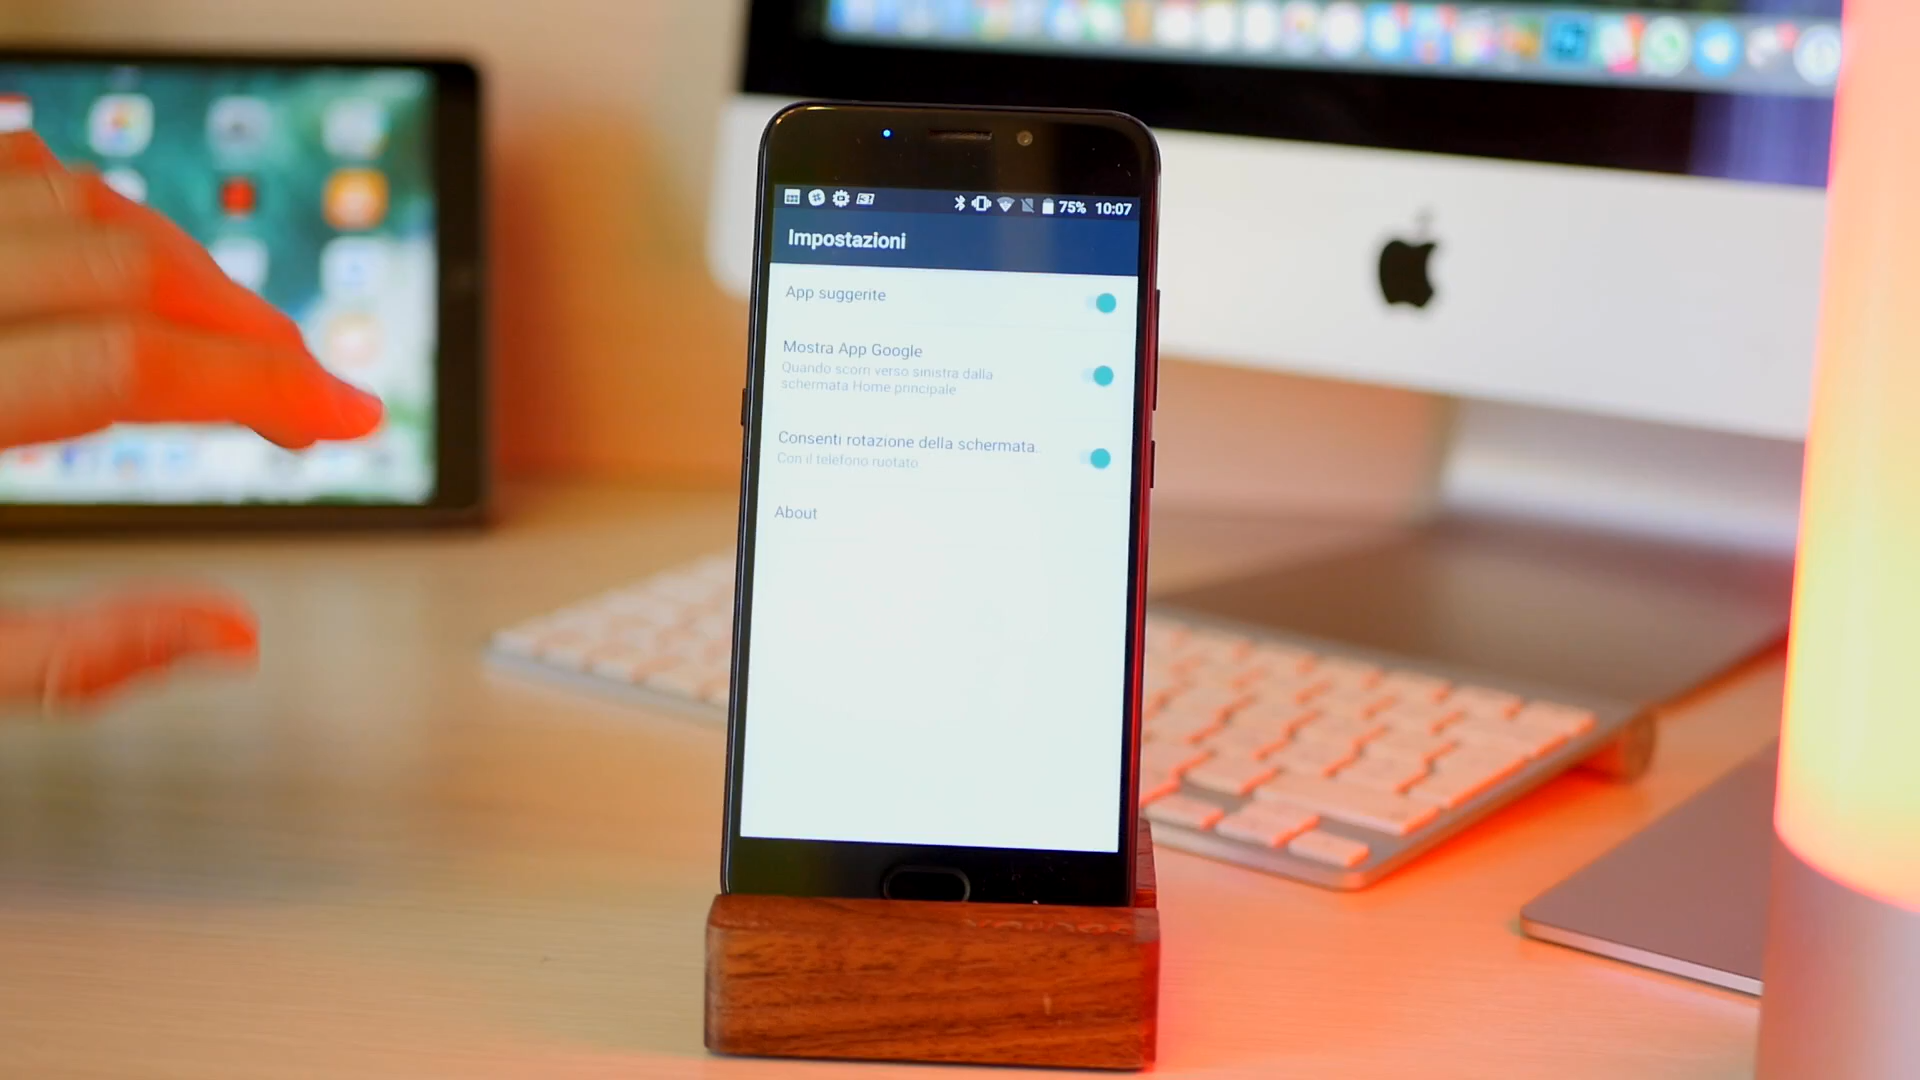 75% 10:07
Impostazioni
App suggerite
Mostra App Google
Quando scorri verso sinistra dalla
schermata Home principale
Consenti rotazione della schermata..
Con il telefono ruotato
About